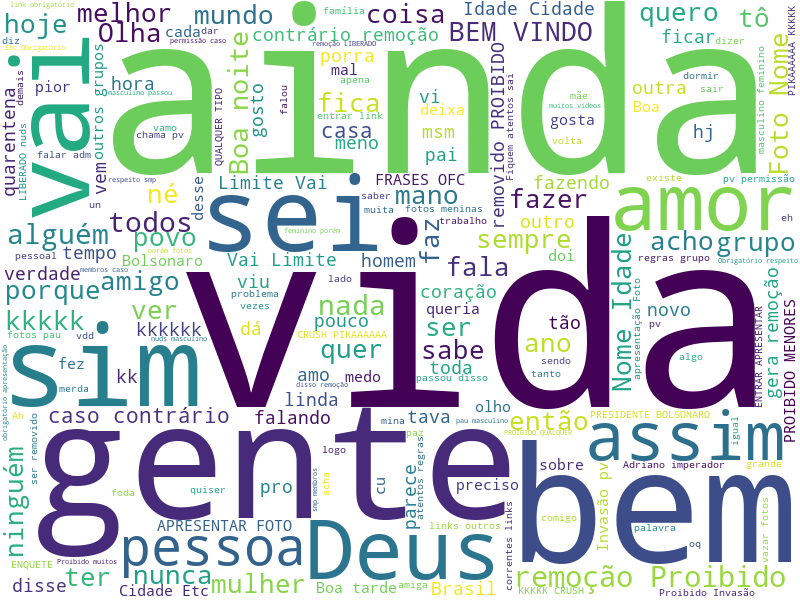 link obrigatório
família
hoje
melhor
mundo
coisa
Idade Cidade
quero
tô
diz
Etc Obrigatório
Olha
cada
dar
permissão caso
contrário remoção
BEM VINDO
ficar
dizer
KKKKK
PIKAAAAAA
vai
ainda
remoção LIBERADO
porra
mal
apena
outra
dormir
sair
Foto Nome
demais
pior
outros grupos
masculino passou
hora
Boa noite
gosto
falou
fica
entrar link
vi
deixa
gosta
mãe
muitos vídeos
Boa
masculino feminino
quarentena
LIBERADO nuds
vamo
chama pv
QUALQUER TIPO
casa
meno
msm
pai
removido PROIBIDO
Fiquem atentos sai
volta
hj
falar adm
vem
respeito smp
un
desse
Limite Vai
FRASES OFC
saber
mano
fazendo
existe
pv permissão
né
todos
sei
muita
fotos meninas
fazer
amor
eh
alguém
povo
feminino porém
trabalho
outro
regras grupo
pessoal
tempo
porém fotos
Bolsonaro
homem
faz
sempre
acho
grupo
membros caso
verdade
Vai Limite
fala
doi
Obrigatório respeito
porque
amigo
viu
lado
coração
Nome Idade
apresentação Foto
novo
gera remoção
PROIBIDO MENORES
kkkkk
ver
problema
vezes
nada
queria
tão
pv
fotos pau
vdd
kkkkkk
nuds masculino
dá
pouco
CRUSH PIKAAAAAA
ser
ano
algo
obrigatório apresentação
sim
fez
merda
kk
quer
sabe
sendo
tanto
vida
ENTRAR APRESENTAR
amo
medo
toda
passou disso
disso remoção
linda
Ah
caso contrário
falando
mina
tava
olho
pau masculino
então
PRESIDENTE BOLSONARO
igual
ser removido
gente
paz
PROIBIDO QUALQUER
assim
ninguém
foda
quiser
logo
smp membros
acha
pro
cu
parece
atentos regras
preciso
bem
sobre
Adriano imperador
grande
Invasão pv
APRESENTAR FOTO
pessoa
Deus
links outros
correntes links
comigo
palavra
vazar fotos
oq
ENQUETE
Proibido muitos
disse
ter
nunca
Cidade Etc
mulher
Boa tarde
amiga
Brasil
remoção Proibido
KKKKK CRUSH
Proibido Invasão